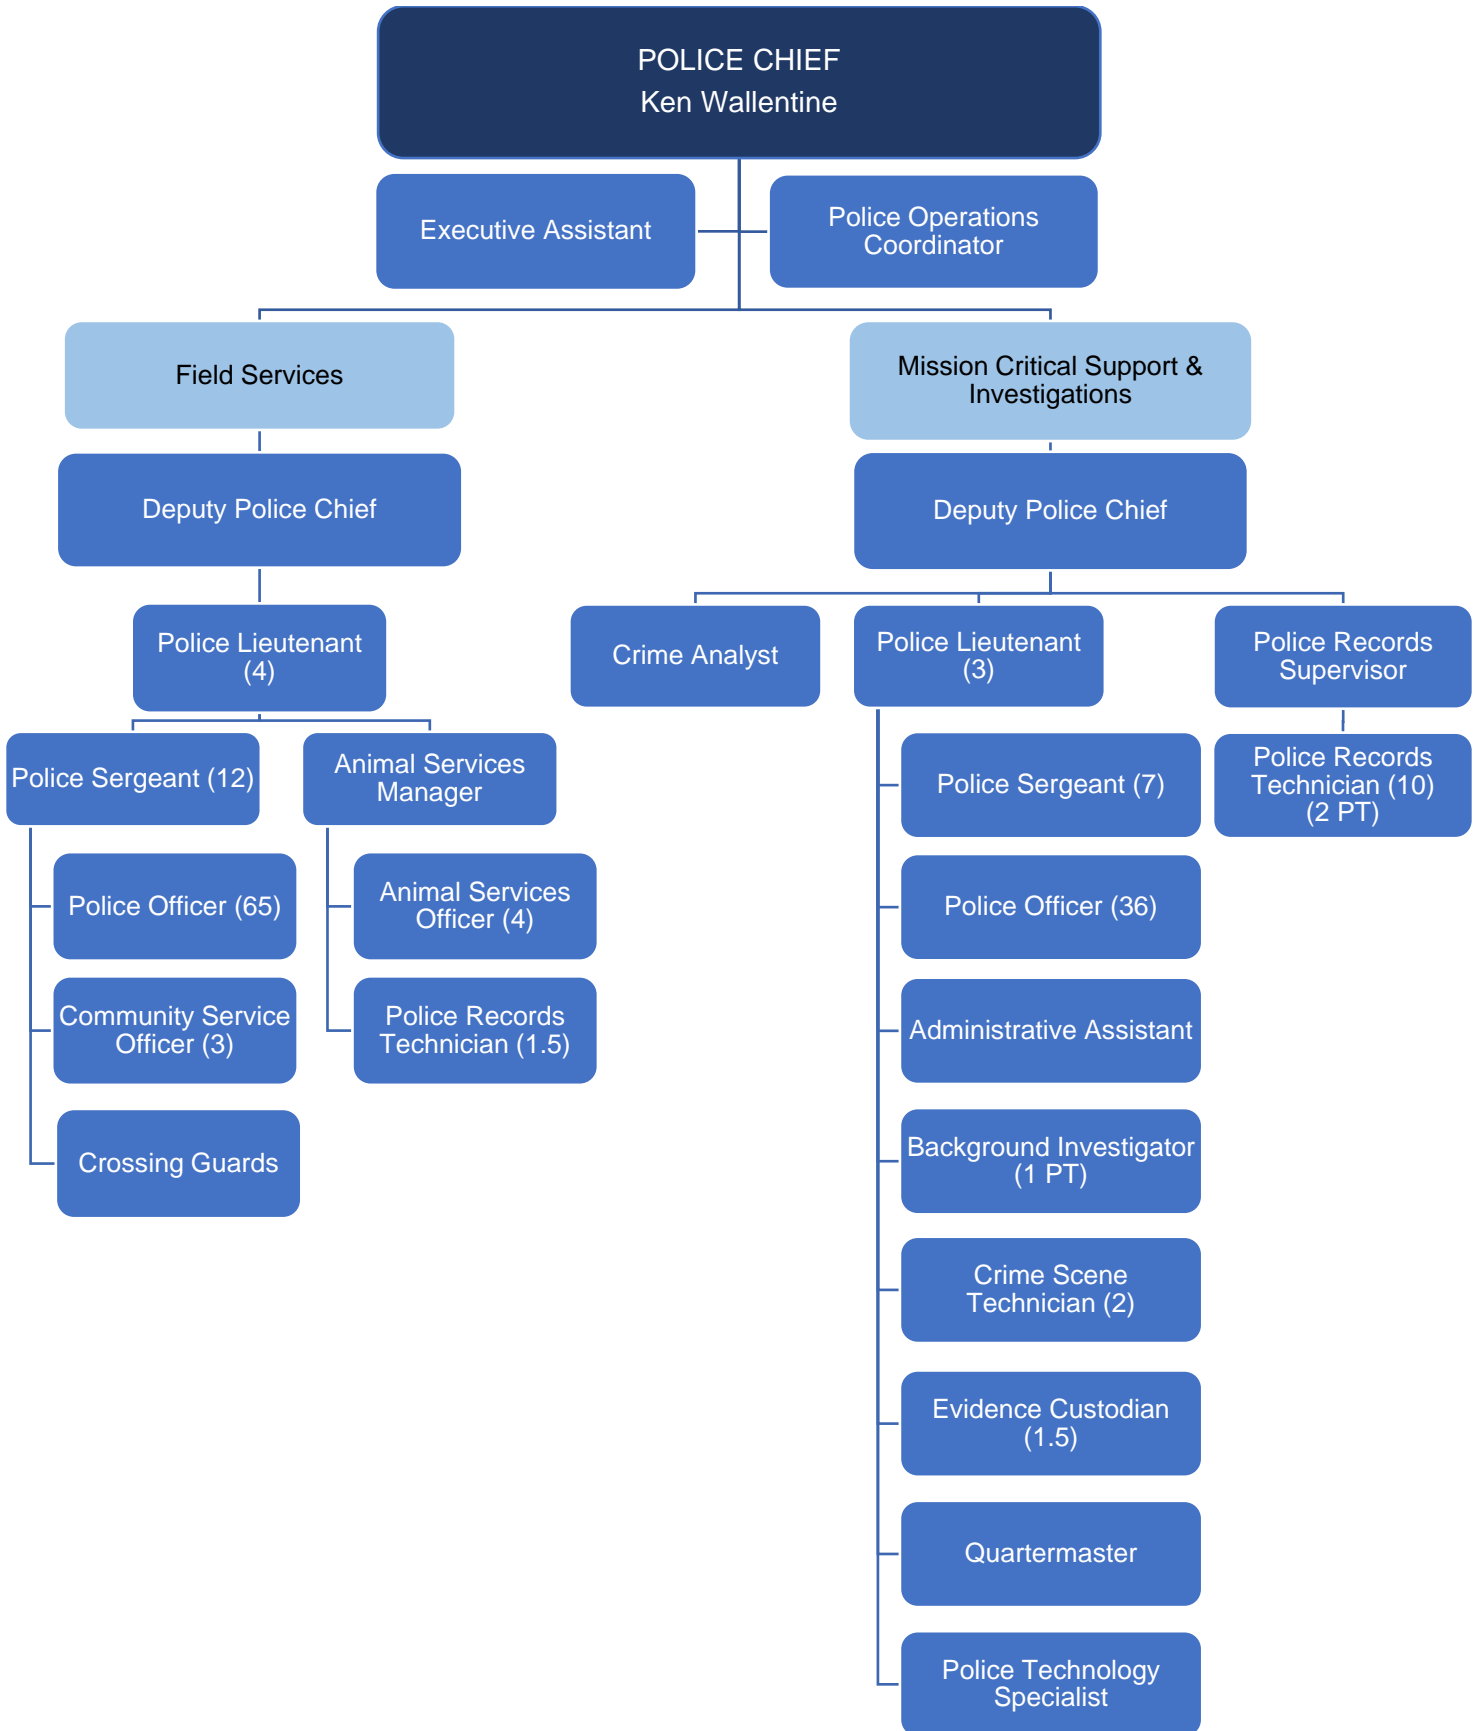 POLICE CHIEF
Ken Wallentine
Executive Assistant
Police Operations
Coordinator
Field Services
Mission Critical Support &
Investigations
Deputy Police Chief
Deputy Police Chief
Police Lieutenant
(4)
Crime Analyst
Police Lieutenant
(3)
Police Records
Supervisor
Police Sergeant (12)
Animal Services
Manager
Police Sergeant (7)
Police Records
Technician (10)
(2 PT)
Police Officer (65)
Animal Services
Officer (4)
Police Officer (36)
Community Service
Officer (3)
Police Records
Technician (1.5)
Administrative Assistant
Crossing Guards
Background Investigator
(1 PT)
Crime Scene
Technician (2)
Evidence Custodian
(1.5)
Quartermaster
Police Technology
Specialist